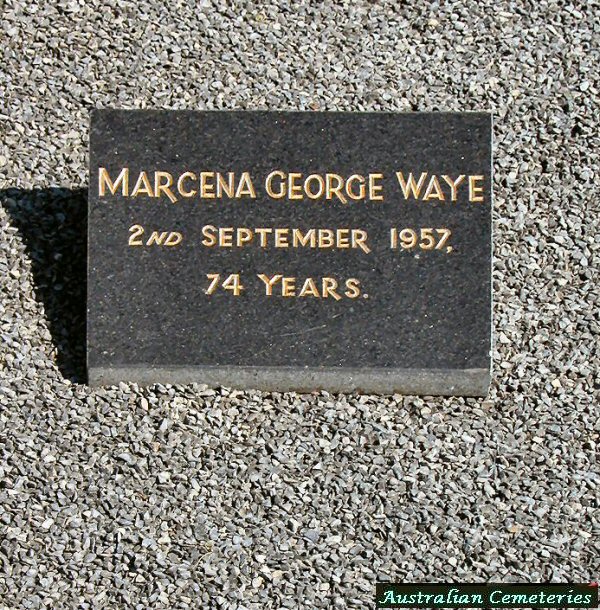 MARCENA GEORGE WAYE
2ND SEPTEMBER 1957,
74 YEARS.
Australian Cemeteries